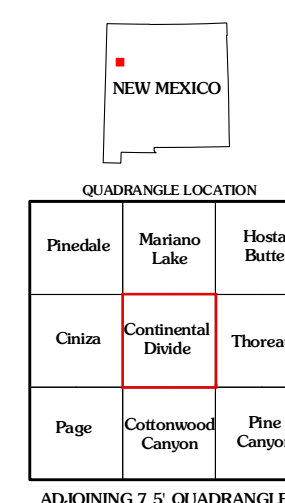 NEW MEXICO
QUADRANGLE LOCATION
Pinedale
Mariano
Lake
Hosta
Butte
Ciniza
Continental
Divide
Thorea
Page
Cottonwood
Canyon
Pine
Canyon
ADJOINING 7.5' QUADRANGLE